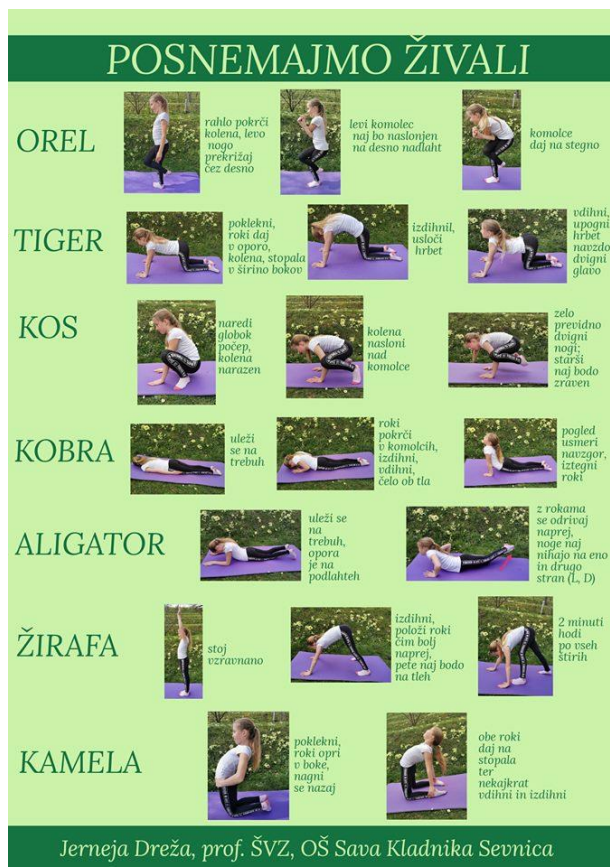 POSNEMAJMO ŽIVALI
OREL
rahlo pokrči
kolena, levo
nogo
prekrižaj
čez desno
levi komolec
naj bo naslonjen
na desno nadlaht
komolce
daj na stegno
TIGER
poklekni,
roki daj
v oporo,
kolena, stopala
v širino bokov
izdihnil,
usloči
hrbet
vdihni,
upogni
hrbet
navzdo
dvigni
glavo
KOS
naredi
globok
počep,
kolena
narazen
kolena
nasloni
nad
komolce
zelo
previdno
dvigni
nogi;
starši
naj bodo
zraven
KOBRA
uleži
se na
trebuh
roki
pokrči
v komolcih,
izdihni,
vdihni,
čelo ob tla
pogled
usmeri
navzgor,
iztegni
roki
ALIGATOR
uleži se
na
trebuh,
opora
je na
podlahteh
z rokama
se odrivaj
naprej,
noge naj
nihajo na eno
in drugo
stran (L, D)
ŽIRAFA
stoj
vzravnano
izdihni,
položi roki
čim bolj
naprej,
pete naj bodo
na tleh
2 minuti
hodi
po vseh
štirih
KAMELA
poklekni,
roki opri
v boke,
nagni
se nazaj
obe roki
daj na
stopala
ter
nekajkrat
vdihni in izdihni
Jerneja Dreža, prof. ŠVZ, OŠ Sava Kladnika Sevnica